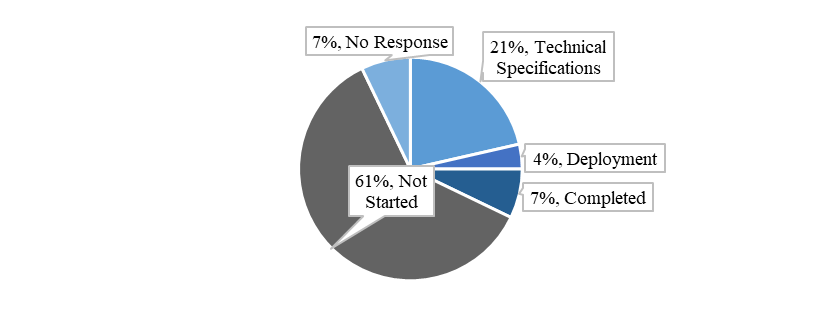 7%, No Response
21%, Technical
Specifications
4%, Deployment
61%, Not
Started
7%, Completed